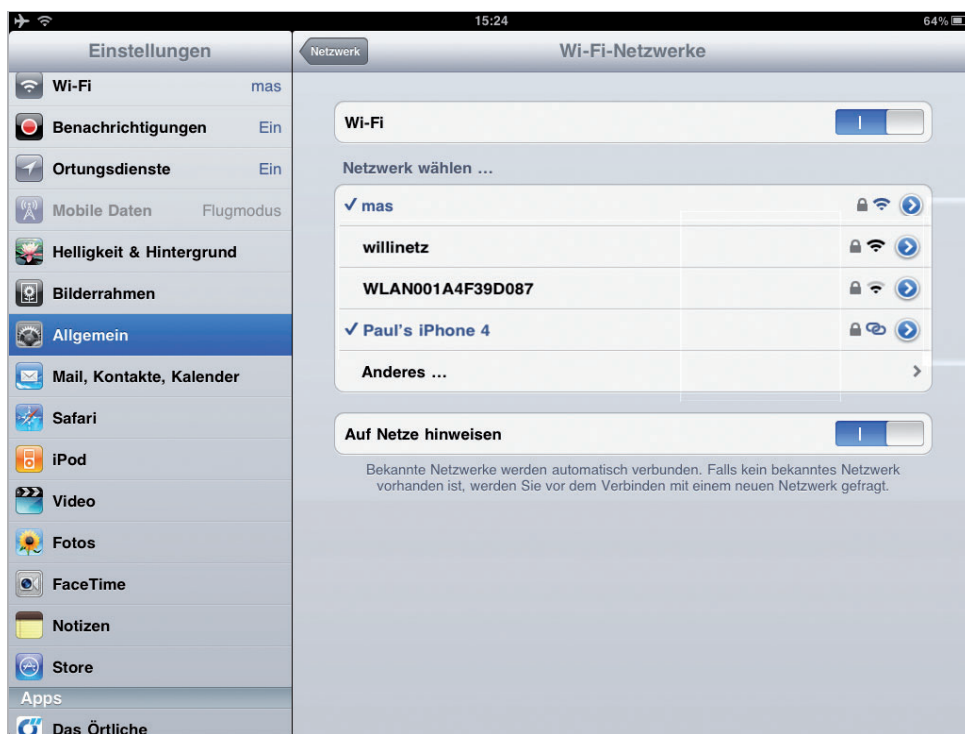 15:24
64%
Einstellungen
Wi-Fi mas
Benachrichtigungen Ein
Ortungsdienste Ein
Mobile Daten Flugmodus
Helligkeit & Hintergrund
Bilderrahmen
Allgemein
Mail, Kontakte, Kalender
Safari
iPod
Video
Fotos
FaceTime
Notizen
Store
Apps
Das Örtliche
Netzwerk
Wi-Fi-Netzwerke
Wi-Fi
Netzwerk wählen ...
mas
willinetz
WLAN001A4F39D087
Paul's iPhone 4
Anderes ...
Auf Netze hinweisen
Bekannte Netzwerke werden automatisch verbunden. Falls kein bekanntes Netzwerk
vorhanden ist, werden Sie vor dem Verbinden mit einem neuen Netzwerk gefragt.